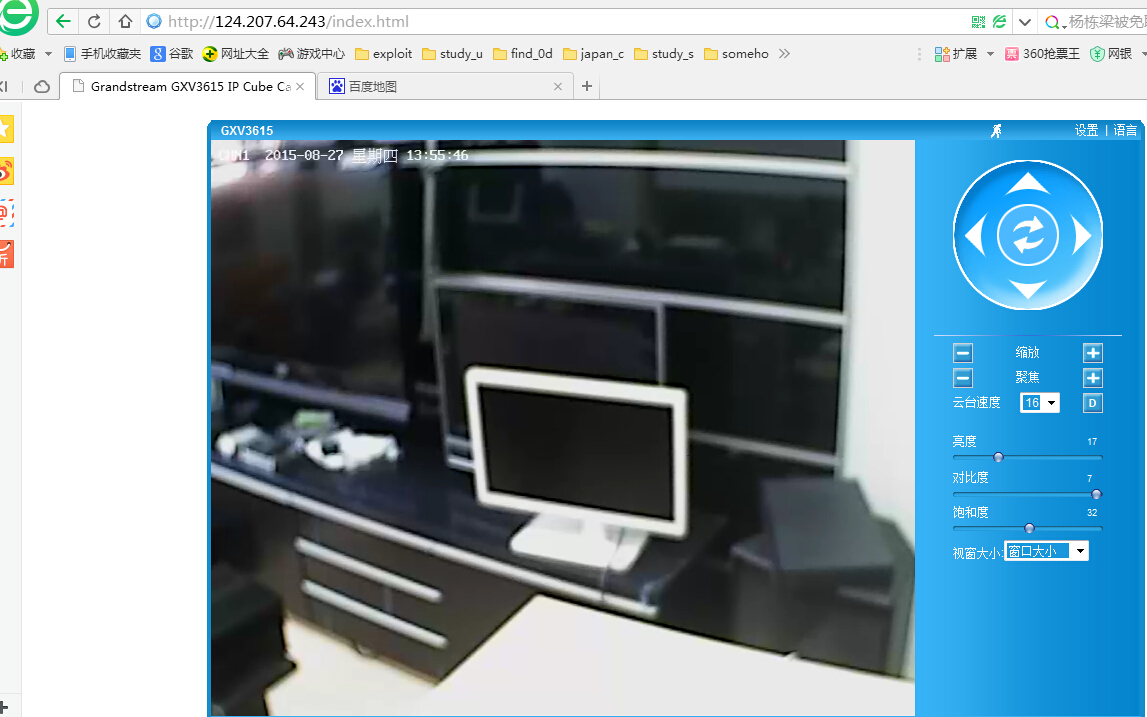 http://124.207.64.243/index.html
杨栋梁被免
收藏 手机收藏夹 谷歌 网址大全 游戏中心 exploit study_u find_0d japan_c study_s someho 扩展 360抢票王 网银
Grandstream GXV3615 IP Cube Ca 百度地图
GXV3615 设置 | 语言
CHN1 2015-08-27 星期四 13:55:46
缩放
聚焦
云台速度 16 D
亮度 17
对比度 7
饱和度 32
视窗大小: 窗口大小